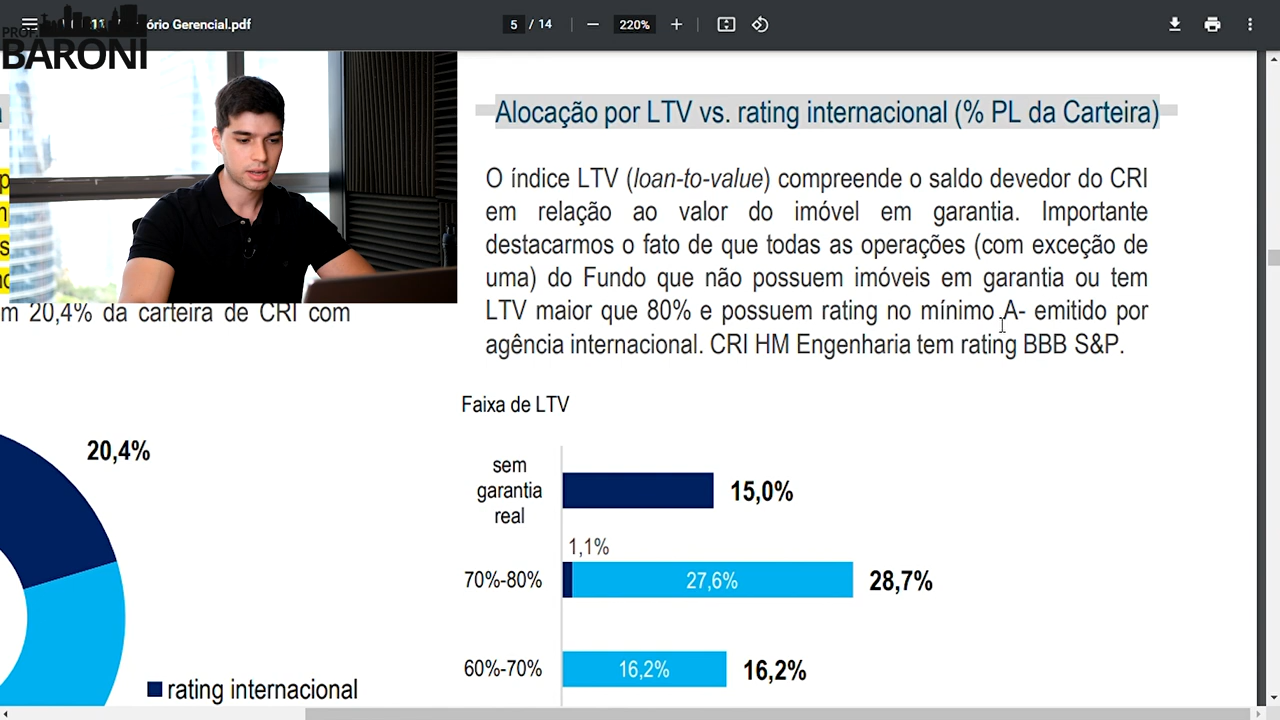 ório Gerencial.pdf
5 / 14
220%
PROF.
BARONI
Alocação por LTV vs. rating internacional (% PL da Carteira)
O índice LTV (loan-to-value) compreende o saldo devedor do CRI
em relação ao valor do imóvel em garantia. Importante
destacarmos o fato de que todas as operações (com exceção de
uma) do Fundo que não possuem imóveis em garantia ou tem
LTV maior que 80% e possuem rating no mínimo A- emitido por
agência internacional. CRI HM Engenharia tem rating BBB S&P.
m 20,4% da carteira de CRI com
Faixa de LTV
20,4%
sem
garantia
real
15,0%
1,1%
70%-80%
27,6%
28,7%
60%-70%
16,2%
16,2%
rating internacional